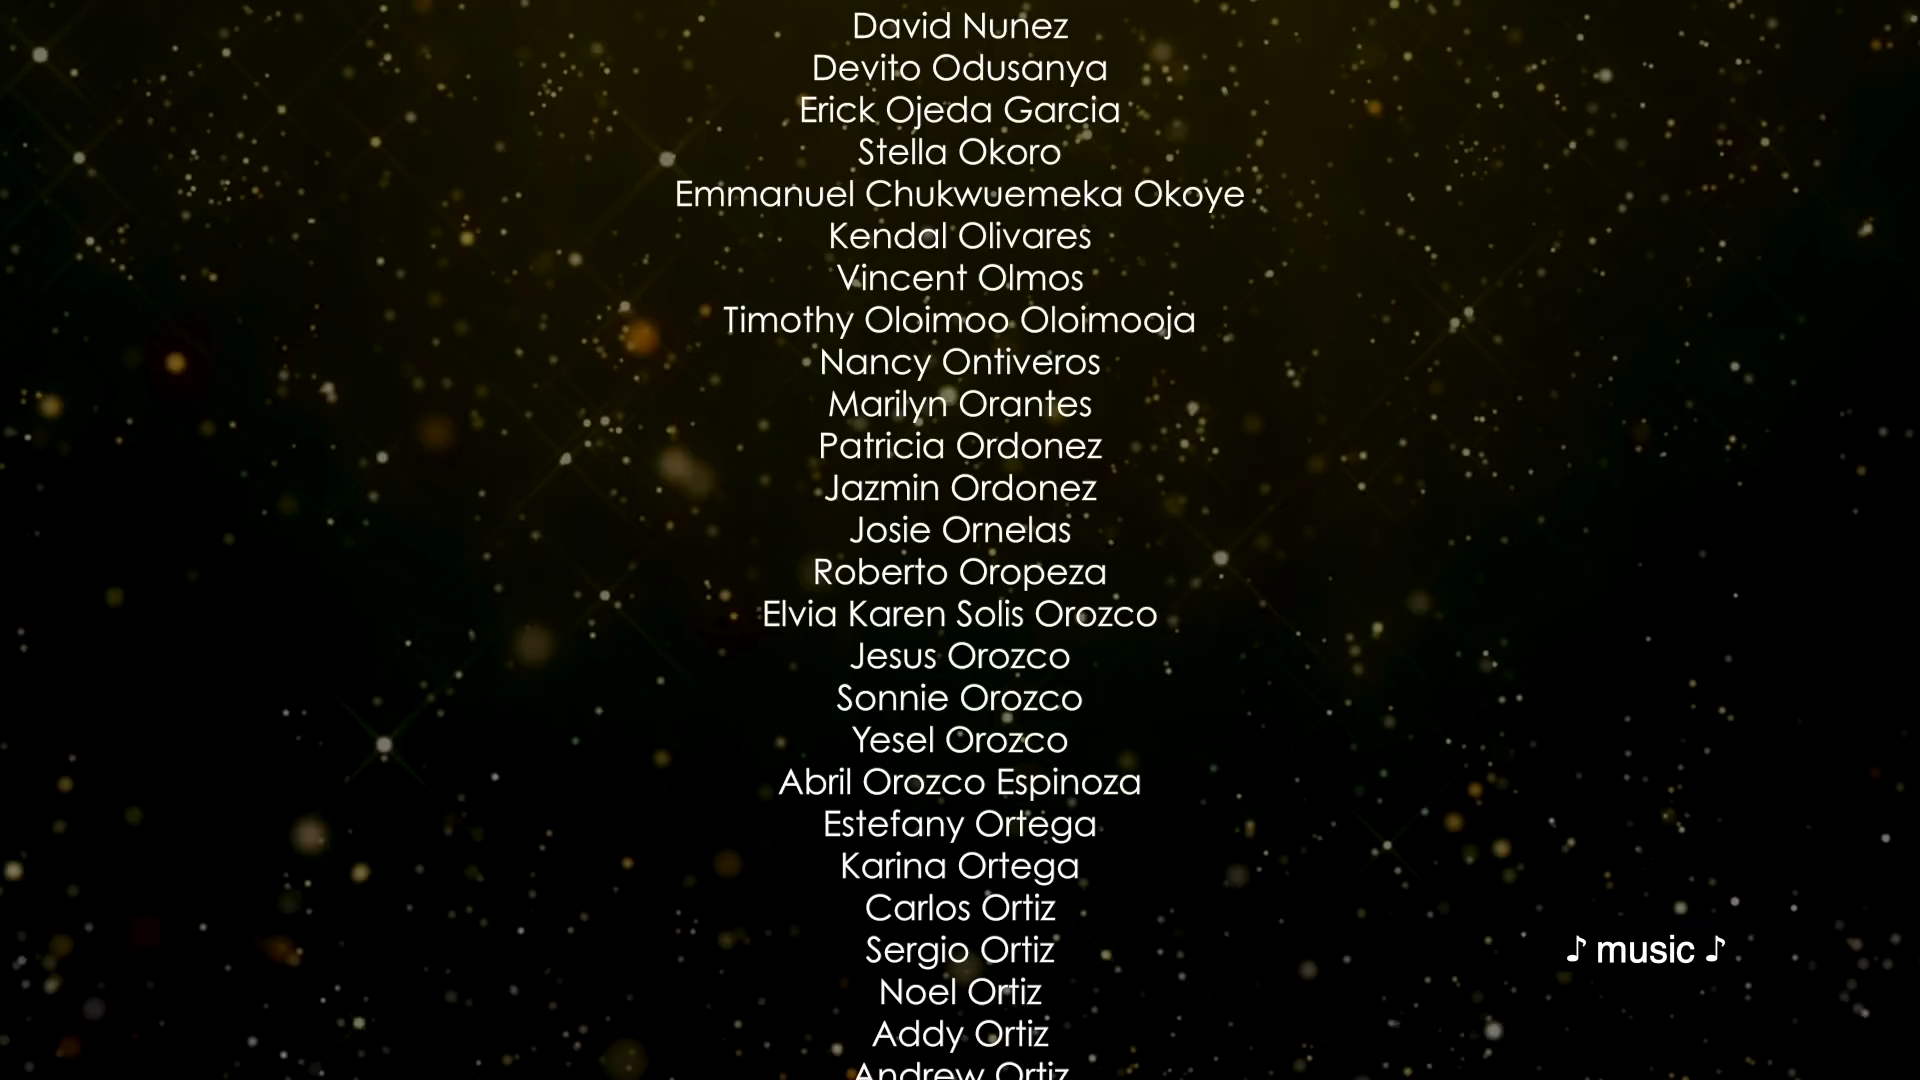 David Nunez
Devito Odusanya
Erick Ojeda Garcia
Stella Okoro
Emmanuel Chukwuemeka Okoye
Kendal Olivares
Vincent Olmos
Timothy Oloimoo Oloimooja
Nancy Ontiveros
Marilyn Orantes
Patricia Ordonez
Jazmin Ordonez
Josie Ornelas
Roberto Oropeza
Elvia Karen Solis Orozco
Jesus Orozco
Sonnie Orozco
Yesel Orozco
Abril Orozco Espinoza
Estefany Ortega
Karina Ortega
Carlos Ortiz
Sergio Ortiz
♪ music ♪
Noel Ortiz
Addy Ortiz
Andrew Ortiz